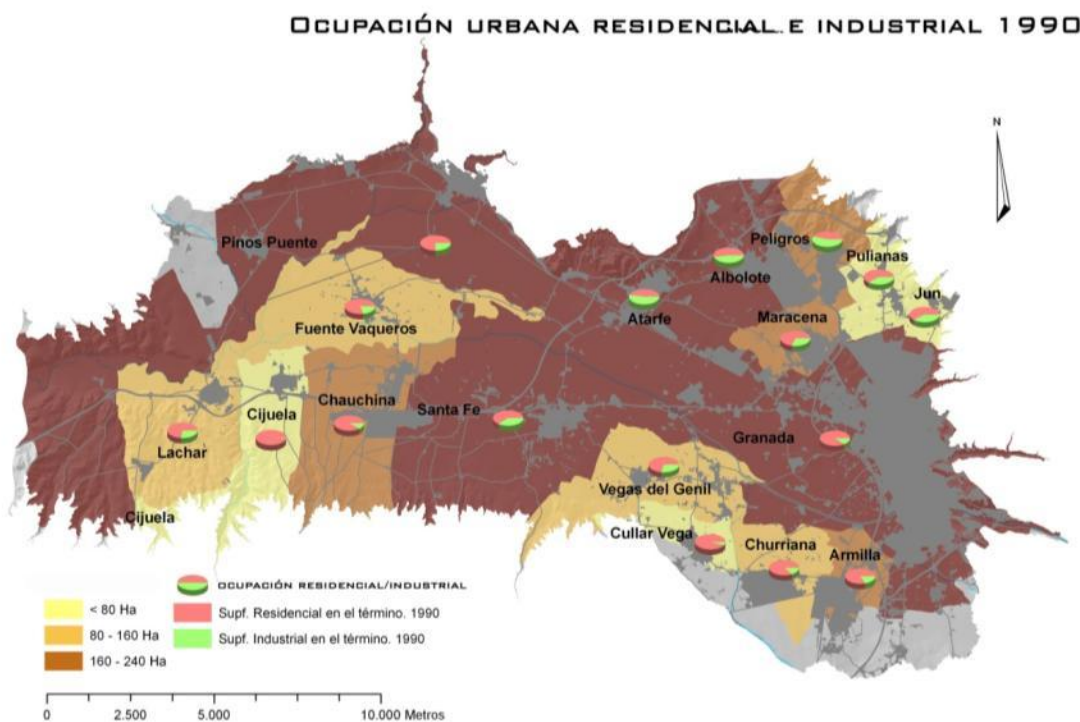 OCUPACIÓN URBANA RESIDENCIAL E INDUSTRIAL 1990
N
Pinos Puente
Peligros
Pulianas
Albolote
Jun
Fuente Vaqueros
Atarfe
Maracena
Chauchina
Santa Fe
Cijuela
Granada
Lachar
Vegas del Genil
Cijuela
Cullar Vega
Churriana
Armilla
OCUPACIÓN RESIDENCIAL/INDUSTRIAL
< 80 Ha
Supf. Residencial en el término. 1990
80 - 160 Ha
Supf. Industrial en el término. 1990
160 - 240 Ha
0 2.500 5.000 10.000 Metros